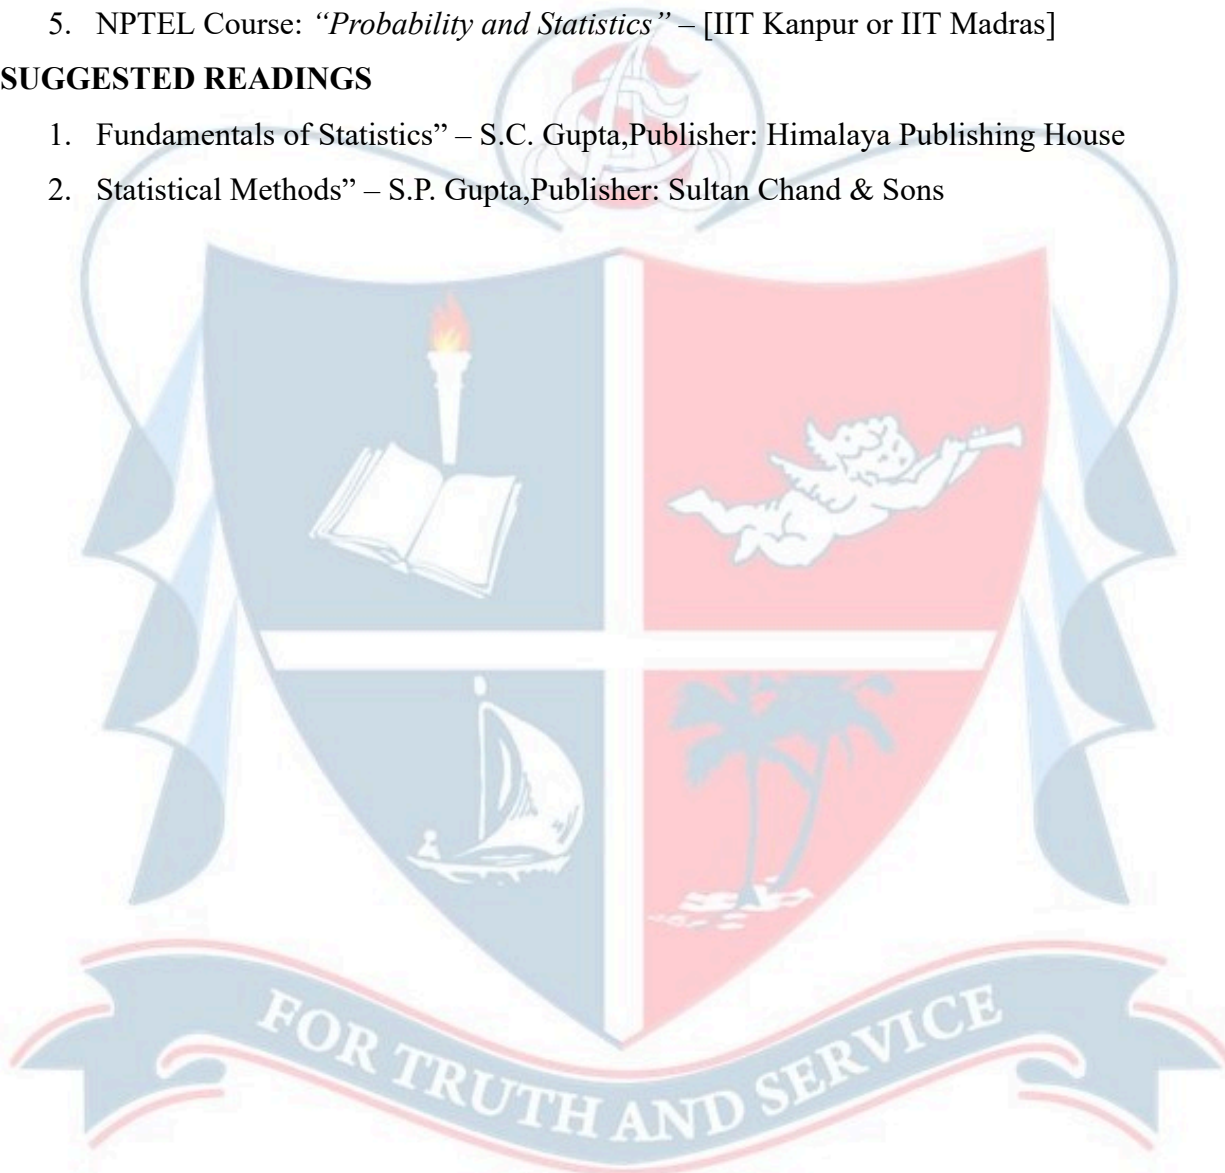 5. NPTEL Course: “Probability and Statistics” – [IIT Kanpur or IIT Madras]
SUGGESTED READINGS
1. Fundamentals of Statistics” – S.C. Gupta,Publisher: Himalaya Publishing House
2. Statistical Methods” – S.P. Gupta,Publisher: Sultan Chand & Sons
FOR TRUTH AND SERVICE